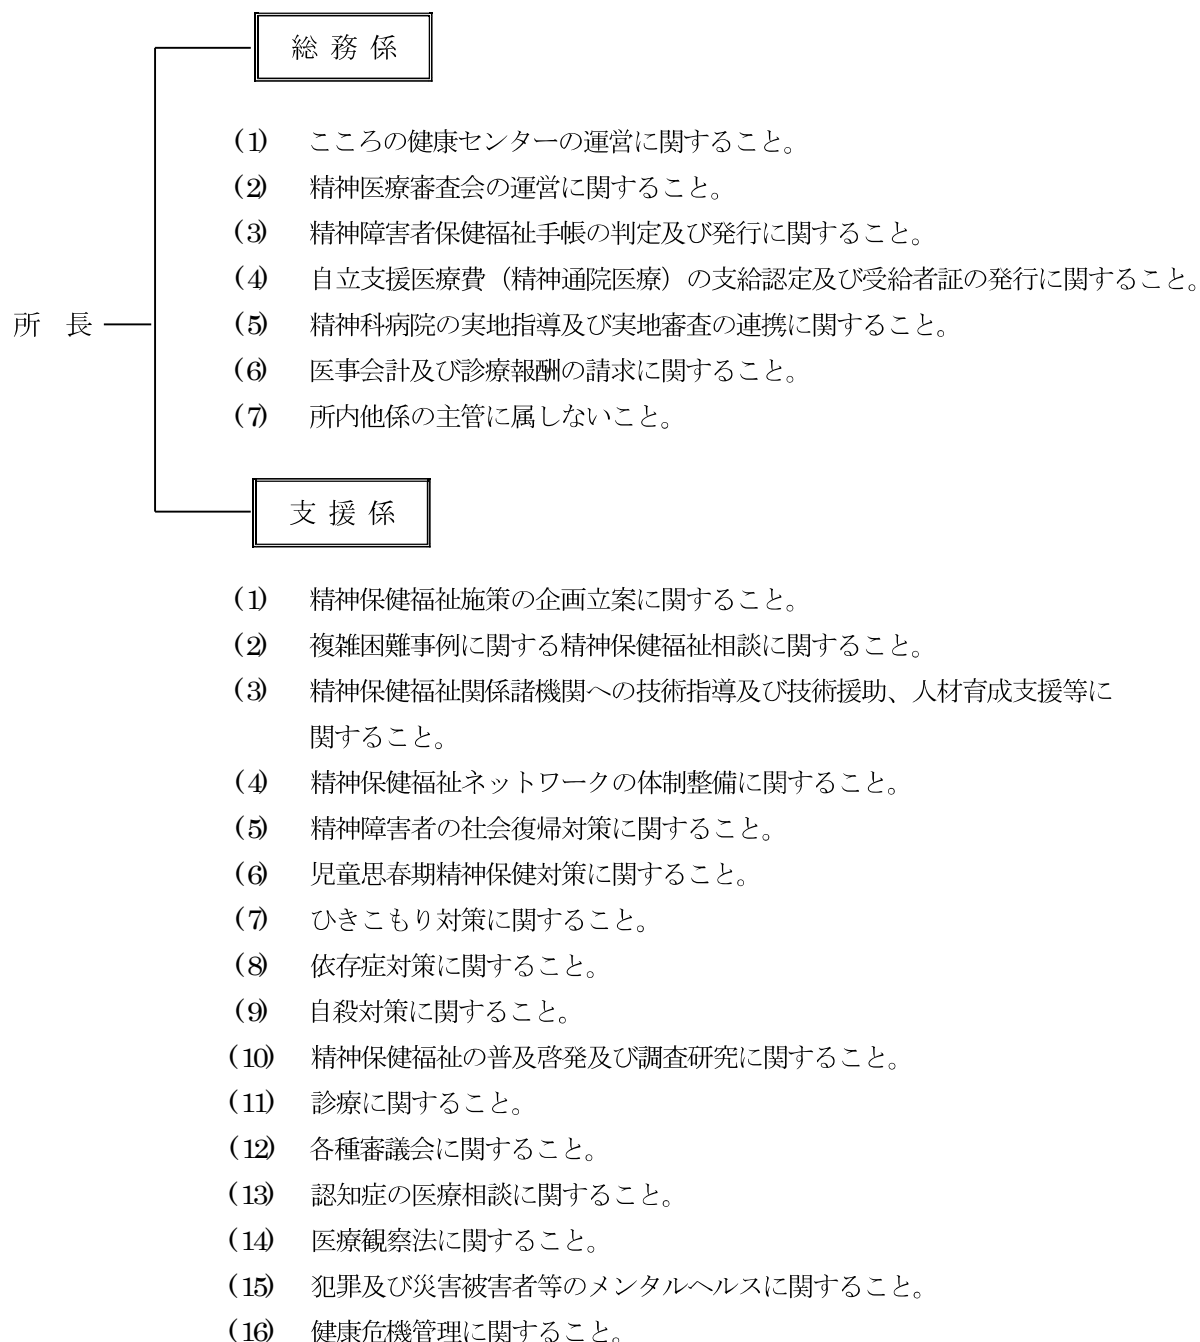 総務係
(1) こころの健康センターの運営に関すること。
(2) 精神医療審査会の運営に関すること。
(3) 精神障害者保健福祉手帳の判定及び発行に関すること。
(4) 自立支援医療費（精神通院医療）の支給認定及び受給者証の発行に関すること。
所 長
(5) 精神科病院の実地指導及び実地審査の連携に関すること。
(6) 医事会計及び診療報酬の請求に関すること。
(7) 所内他係の主管に属しないこと。
支援係
(1) 精神保健福祉施策の企画立案に関すること。
(2) 複雑困難事例に関する精神保健福祉相談に関すること。
(3) 精神保健福祉関係諸機関への技術指導及び技術援助、人材育成支援等に
関すること。
(4) 精神保健福祉ネットワークの体制整備に関すること。
(5) 精神障害者の社会復帰対策に関すること。
(6) 児童思春期精神保健対策に関すること。
(7) ひきこもり対策に関すること。
(8) 依存症対策に関すること。
(9) 自殺対策に関すること。
(10) 精神保健福祉の普及啓発及び調査研究に関すること。
(11) 診療に関すること。
(12) 各種審議会に関すること。
(13) 認知症の医療相談に関すること。
(14) 医療観察法に関すること。
(15) 犯罪及び災害被害者等のメンタルヘルスに関すること。
(16) 健康危機管理に関すること。